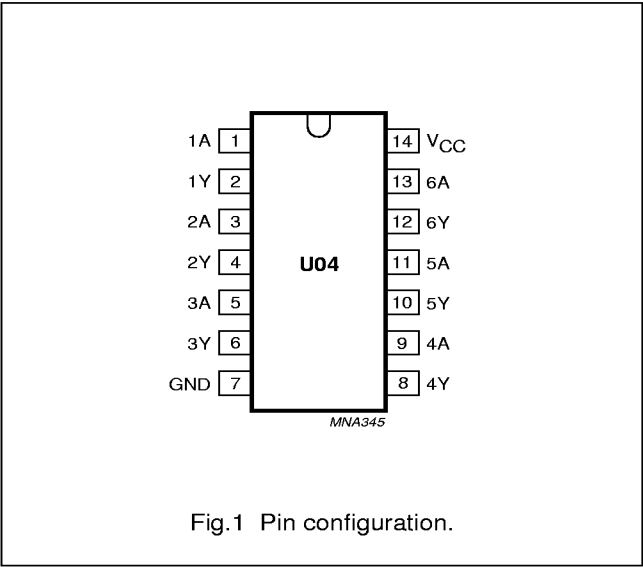 1A 1 14 VCC
1Y 2 13 6A
2A 3 12 6Y
2Y 4 U04 11 5A
3A 5 10 5Y
3Y 6 9 4A
GND 7 8 4Y
MNA345
Fig.1 Pin configuration.